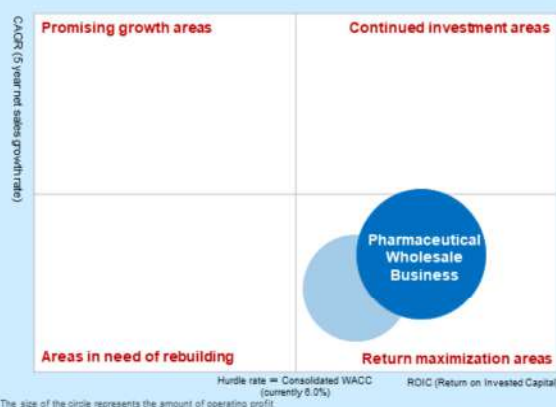 CAGR (5 year net sales growth rate)
Promising growth areas
Continued investment areas
Pharmaceutical
Wholesale
Business
Areas in need of rebuilding
Return maximization areas
Hurdle rate = Consolidated WACC
(currently 6.0%)
ROIC (Return on Invested Capital
The size of the circle represents the amount of operating profit